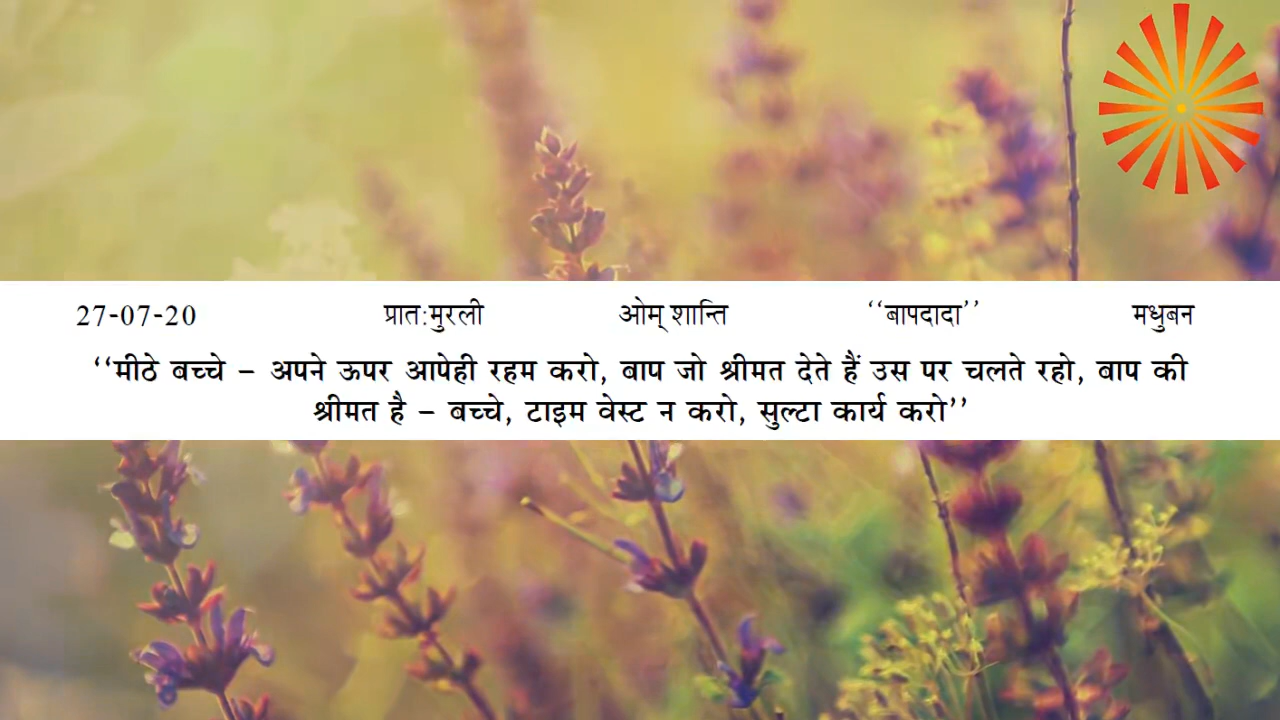 27-07-20 प्रात:मुरली ओम् शान्ति ‘‘बापदादा’’ मधुबन
‘‘मीठे बच्चे – अपने ऊपर आपेही रहम करो, बाप जो श्रीमत देते हैं उस पर चलते रहो, बाप की
श्रीमत है – बच्चे, टाइम वेस्ट न करो, सुल्टा कार्य करो’’